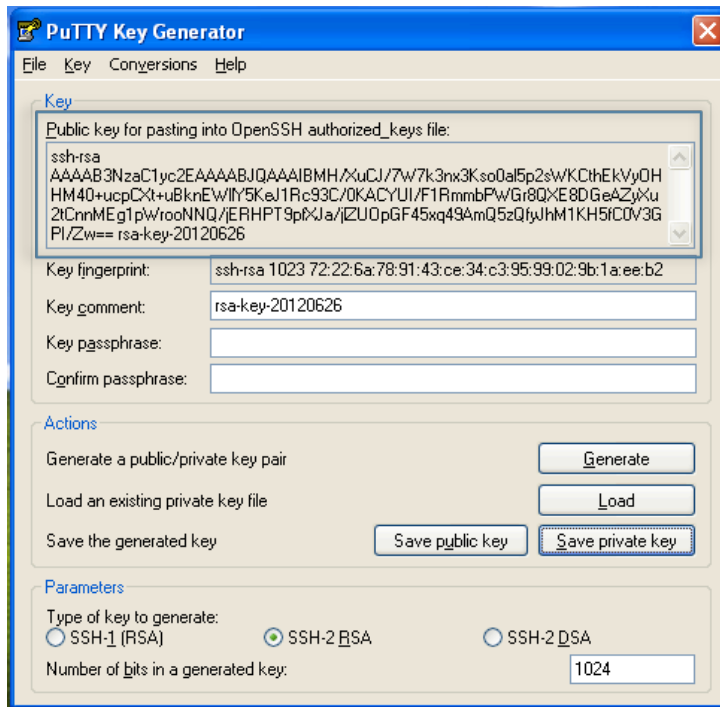 PuTTY Key Generator
File Key Conversions Help
Key
Public key for pasting into OpenSSH authorized_keys file:
ssh-rsa
AAAAB3NzaC1yc2EAAAABJQAAAIBMH/XuCJ/7W7k3nx3Kso0al5p2sWKCthEkVyOH
HM40+ucpCXt+uBknEWIlY5KeJ1Rc93C/0KACYUI/F1RmmbPWGr8QXE8DGeAZyXu
2tCnnMEg1pWrooNNQ/jERHPT9pfXJa/jlZUOpGF45xq49AmQ5zQfyJhM1KH5fC0V3G
PI/Zw== rsa-key-20120626
Key fingerprint: ssh-rsa 1023 72:22:6a:78:91:43:ce:34:c3:95:99:02:9b:1a:ee:b2
Key comment: rsa-key-20120626
Key passphrase:
Confirm passphrase:
Actions
Generate a public/private key pair Generate
Load an existing private key file Load
Save the generated key Save public key Save private key
Parameters
Type of key to generate:
SSH-1 (RSA) SSH-2 RSA SSH-2 DSA
Number of bits in a generated key: 1024